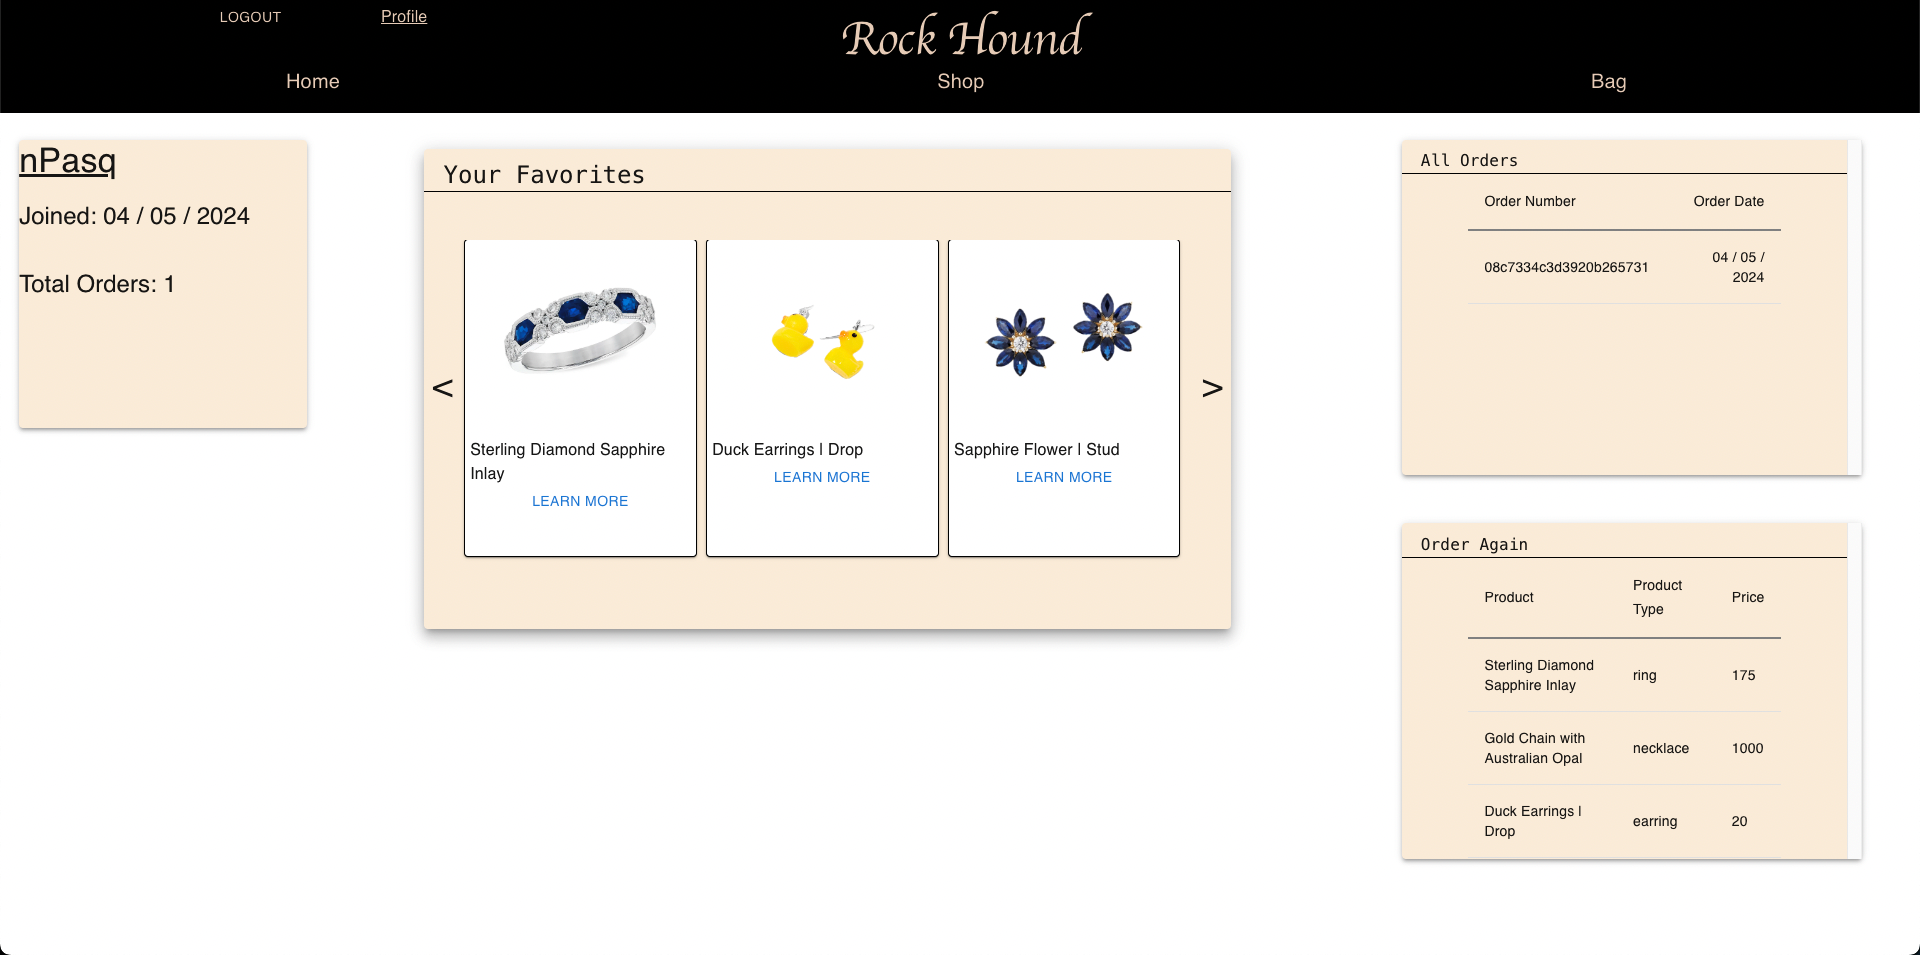 LOGOUT
Profile
Rock Hound
Home
Shop
Bag
nPasq
Joined: 04 / 05 / 2024
Total Orders: 1
Your Favorites
<
Sterling Diamond Sapphire
Inlay
LEARN MORE
Duck Earrings | Drop
LEARN MORE
Sapphire Flower | Stud
LEARN MORE
>
All Orders
Order Number
Order Date
08c7334c3d3920b265731
04 / 05 /
2024
Order Again
Product
Product
Type
Price
Sterling Diamond
Sapphire Inlay
ring
175
Gold Chain with
Australian Opal
necklace
1000
Duck Earrings |
Drop
earring
20